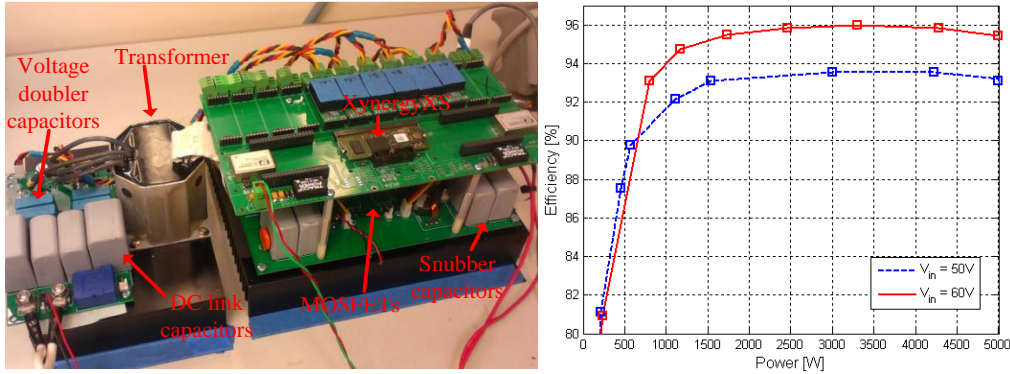 Voltage
doubler
capacitors
Transformer
XynergyXS
DC link
capacitors
MOSFETs
Snubber
capacitors
Efficiency [%]
96
94
92
90
88
86
84
82
80
0
500
1000
1500
2000
2500
3000
3500
4000
4500
5000
Power [W]
V_in = 50V
V_in = 60V